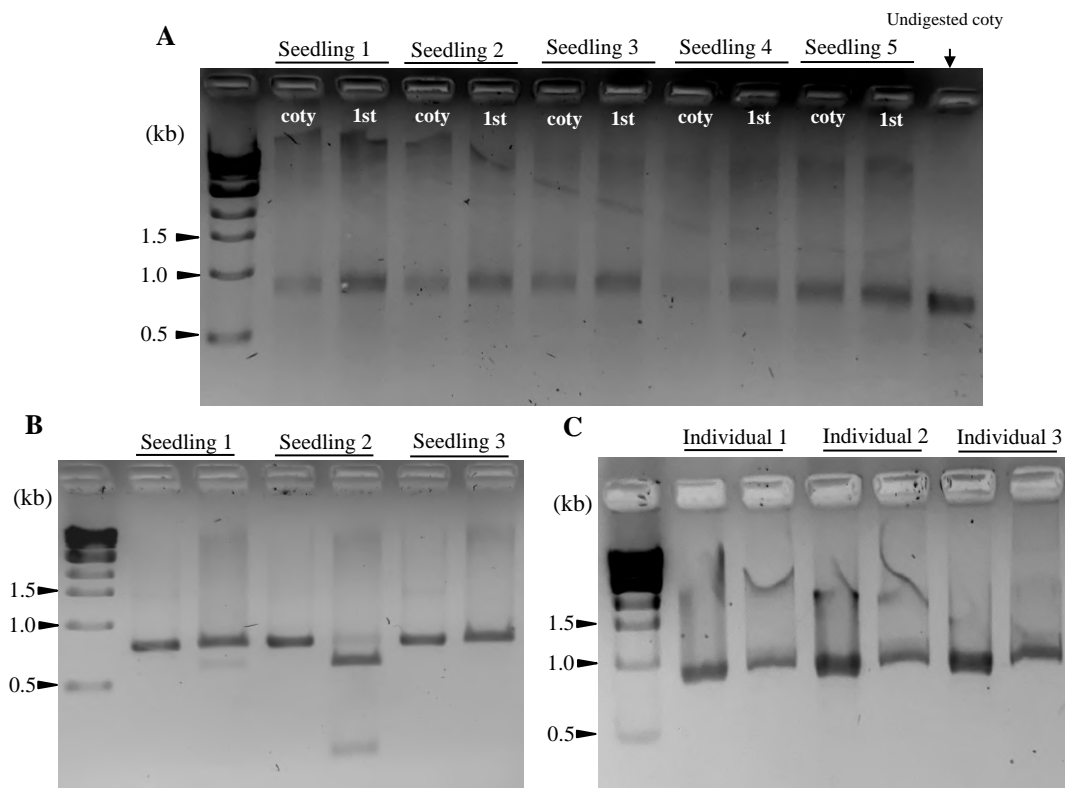 Undigested coty
A
Seedling 1 Seedling 2 Seedling 3 Seedling 4 Seedling 5
coty 1st coty 1st coty 1st coty 1st coty 1st
(kb)
1.5
1.0
0.5
B
Seedling 1 Seedling 2 Seedling 3
(kb)
1.5
1.0
0.5
C
Individual 1 Individual 2 Individual 3
(kb)
1.5
1.0
0.5